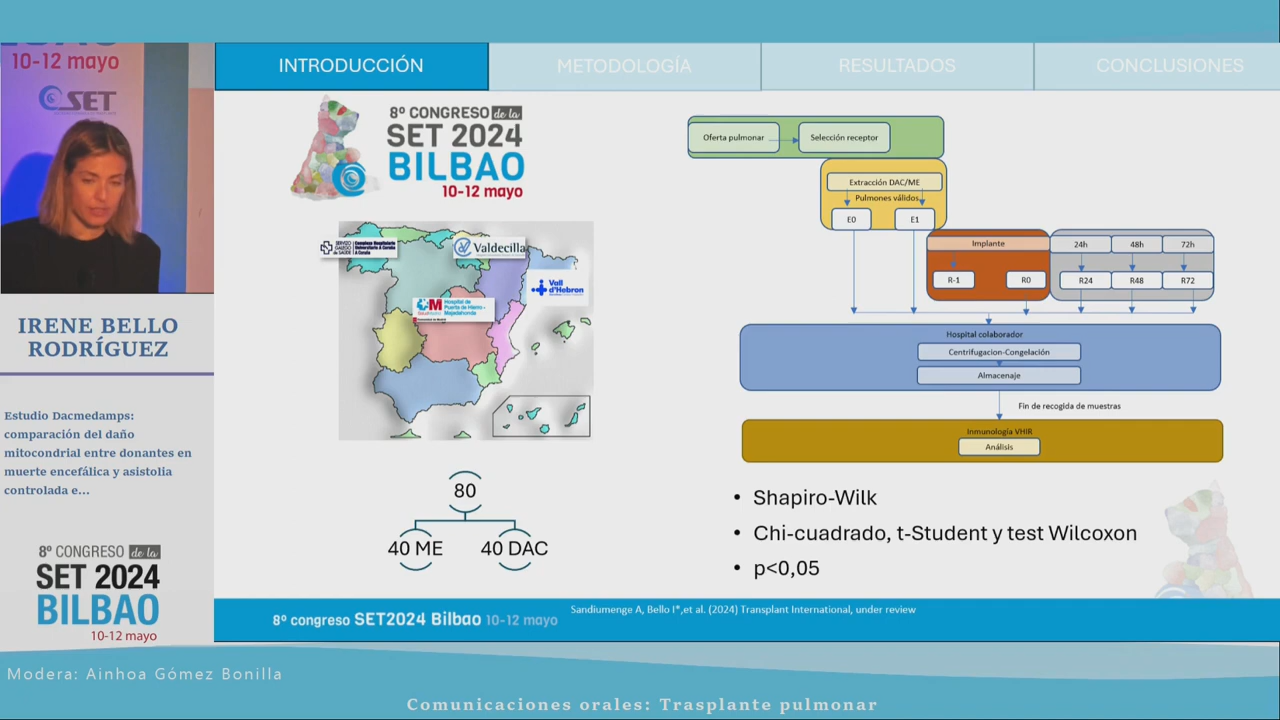 10-12 mayo
SET
IRENE BELLO
RODRÍGUEZ
Estudio Dacmedamps:
comparación del daño
mitocondrial entre donantes en
muerte encefálica y asistolia
controlada e...
8º CONGRESO de la
SET 2024
BILBAO
10-12 mayo
INTRODUCCIÓN
METODOLOGÍA
RESULTADOS
CONCLUSIONES
8º CONGRESO de la
SET 2024
BILBAO
10-12 mayo
Valdecilla
Vall
d'Hebron
Hospital de
Puerta de Hierro -
Majadahonda
80
40 ME
40 DAC
Oferta pulmonar
Selección receptor
Extracción DAC/ME
Pulmones válidos
E0
E1
Implante
R-1
R0
24h
48h
72h
R24
R48
R72
Hospital colaborador
Centrifugacion-Congelación
Almacenaje
Fin de recogida de muestras
Inmunología VHIR
Análisis
• Shapiro-Wilk
• Chi-cuadrado, t-Student y test Wilcoxon
• p<0,05
8º congreso SET2024 Bilbao 10-12 mayo
Sandiumenge A, Bello I*,et al. (2024) Transplant International, under review
Modera: Ainhoa Gómez Bonilla
Comunicaciones orales: Trasplante pulmonar